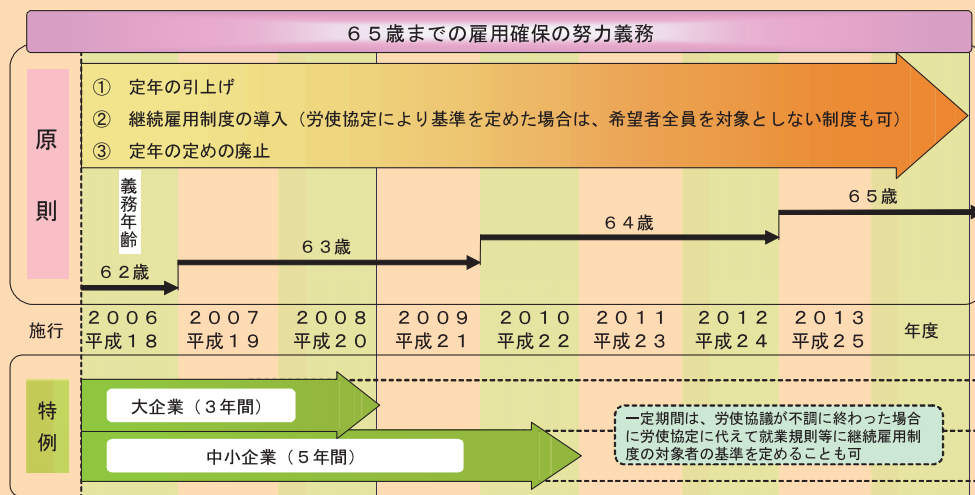 ６５歳までの雇用確保の努力義務
原則
① 定年の引上げ
② 継続雇用制度の導入（労使協定により基準を定めた場合は、希望者全員を対象としない制度も可）
③ 定年の定めの廃止
義務年齢
６２歳
６３歳
６４歳
６５歳
施行
２００６ ２００７ ２００８ ２００９ ２０１０ ２０１１ ２０１２ ２０１３
平成１８ 平成１９ 平成２０ 平成２１ 平成２２ 平成２３ 平成２４ 平成２５ 年度
特例
大企業（３年間）
中小企業（５年間）
一定期間は、労使協議が不調に終わった場合
に労使協定に代えて就業規則等に継続雇用制
度の対象者の基準を定めることも可